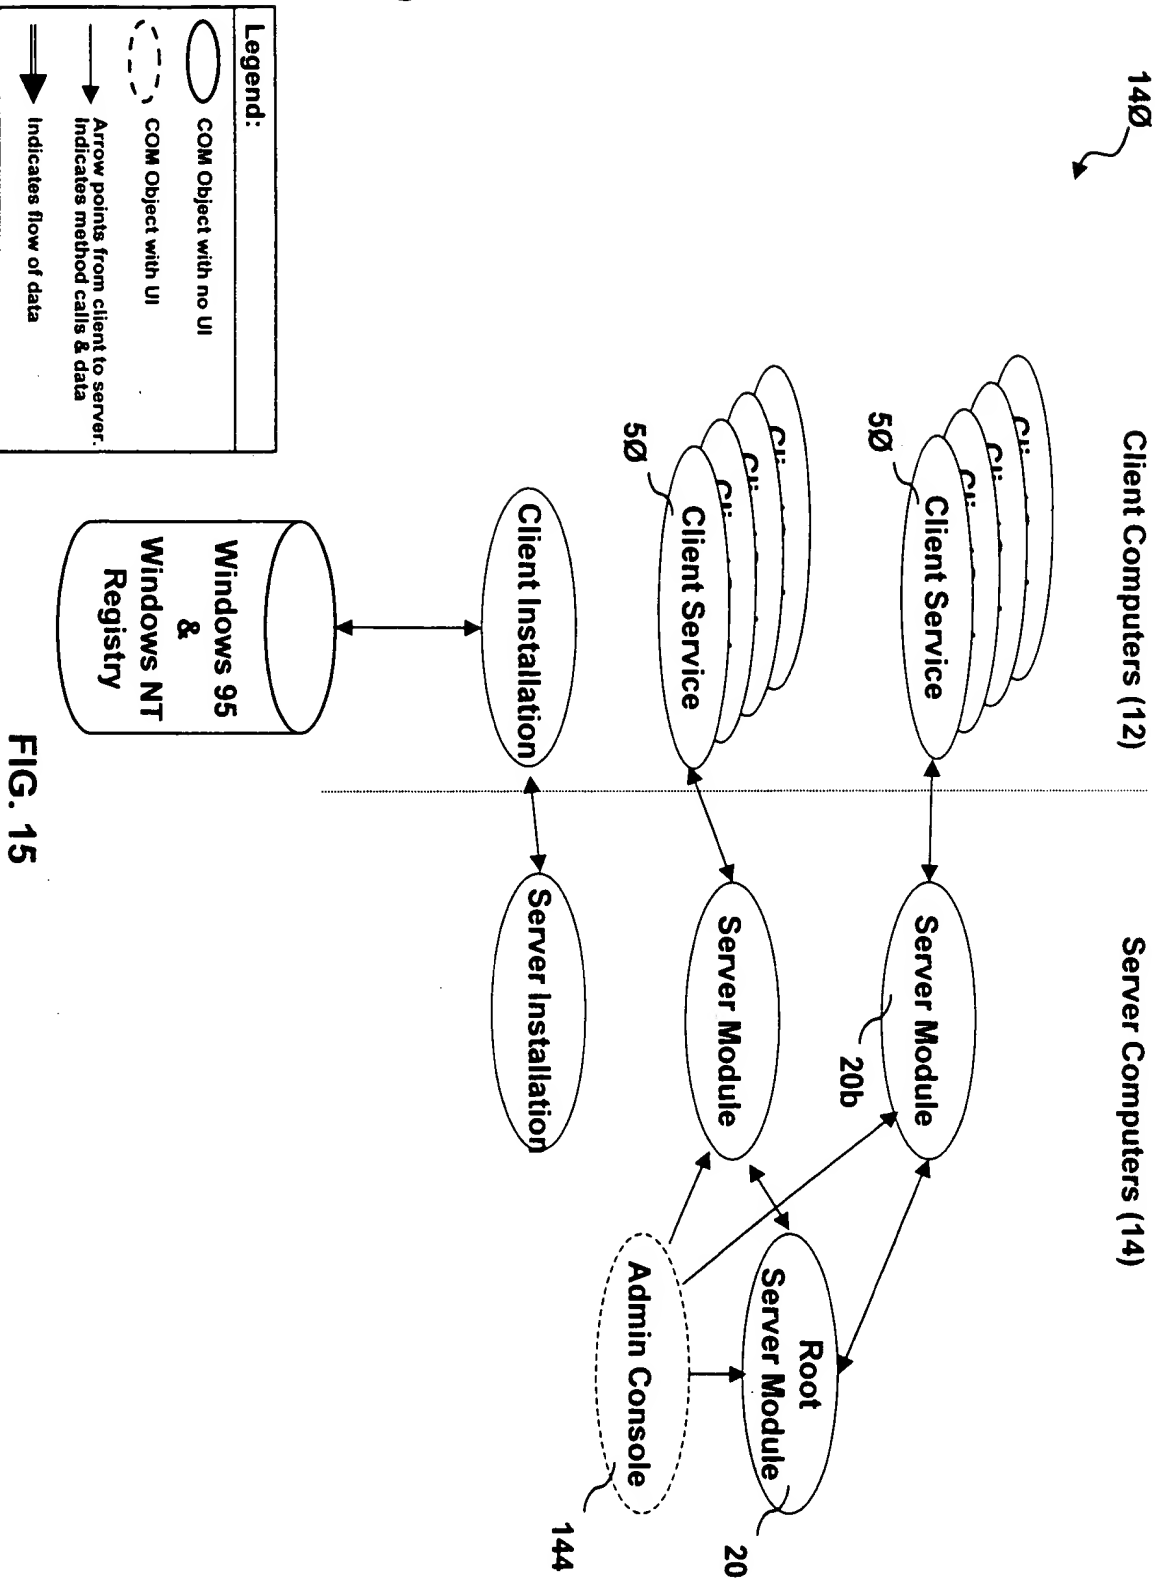 14Ø
Client Computers (12)
Server Computers (14)
Client Service
5Ø
Server Module
20b
Client Service
5Ø
Server Module
Root
Server Module
20
Client Installation
Server Installation
Admin Console
144
Windows 95
&
Windows NT
Registry
Legend:
COM Object with no UI
COM Object with UI
Arrow points from client to server.
Indicates method calls & data
Indicates flow of data
FIG. 15